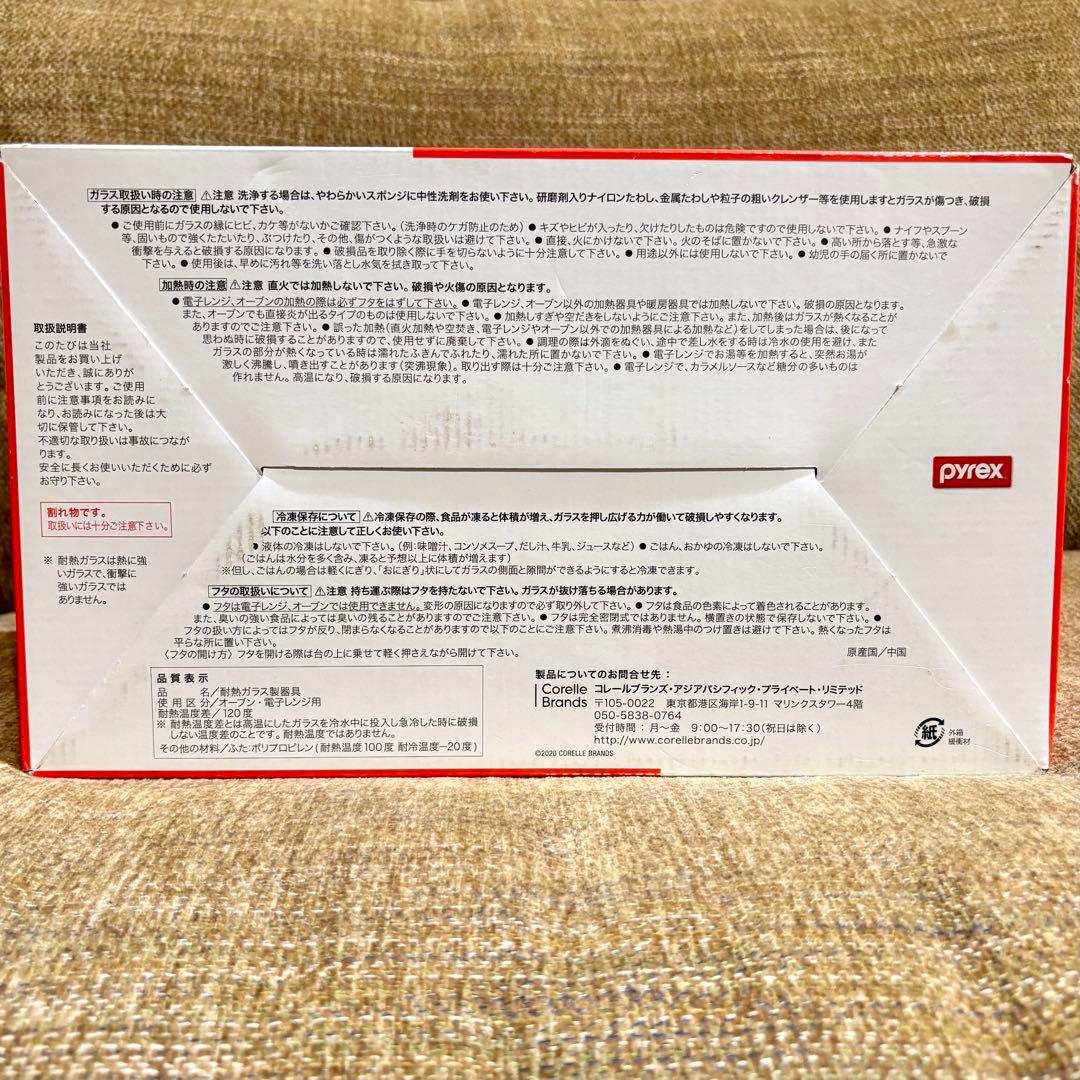 ガラス取扱い時の注意 ⚠注意 洗浄する場合は、やわらかいスポンジに中性洗剤をお使い下さい。研磨剤入りナイロンたわし、金属たわしや粒子の粗いクレンザー等を使用しますとガラスが傷つき、破損
する原因となるので使用しないで下さい。
● ご使用前にガラスの縁にヒビ、カケ等がないかご確認下さい。(洗浄時のケガ防止のため) ● キズやヒビが入ったり、欠けたりしたものは危険ですので使用しないで下さい。 ● ナイフやスプーン
等、固いもので強くたたいたり、ぶつけたり、その他、傷がつくような取扱いは避けて下さい。 ● 直接、火にかけないで下さい。火のそばに置かないで下さい。 ● 高い所から落とす等、急激な
衝撃を与えると破損する原因になります。 ● 破損品を取り除く際に手を切らないように十分注意して下さい。 ● 用途以外には使用しないで下さい。 ● 幼児の手の届く所に置かないで
下さい。 ● 使用後は、早めに汚れ等を洗い落とし水気を拭き取って下さい。
加熱時の注意 ⚠注意 直火では加熱しないで下さい。破損や火傷の原因となります。
● 電子レンジ、オーブンの加熱の際は必ずフタをはずして下さい。 ● 電子レンジ、オーブン以外の加熱器具や暖房器具では加熱しないで下さい。破損の原因となります。
また、オーブンでも直接炎が出るタイプのものは使用しないで下さい。 ● 加熱しすぎや空だきをしないように注意して下さい。また、加熱後はガラスが熱くなることが
ありますのでご注意下さい。 ● 誤った加熱(直火加熱や空焚き、電子レンジやオーブン以外での加熱器具による加熱など)をしてしまった場合は、後になって
思わぬ時に破損することがありますので、使用せずに廃棄して下さい。 ● 調理の際は外滴をぬぐい、途中で差し水をする時は冷水の使用を避け、また
ガラスの部分が熱くなっている時は濡れたふきんでふれたり、濡れた所に置かないで下さい。 ● 電子レンジでお湯等を加熱すると、突然お湯が
激しく沸騰し、噴き出すことがあります(突沸現象)。取り出す際は十分ご注意下さい。 ● 電子レンジで、カラメルソースなど糖分の多いものは
作れません。高温になり、破損する原因になります。
取扱説明書
このたびは当社
製品をお買い上げ
いただき、誠にありが
とうございます。ご使用
前に注意事項をお読みに
なり、お読みになった後は大
切に保管して下さい。
不適切な取り扱いは事故につなが
ります。
安全に長くお使いいただくために必ず
お守り下さい。
割れ物です。
取扱いには十分ご注意下さい。
※ 耐熱ガラスは熱に強
いガラスで、衝撃に
強いガラスでは
ありません。
pyrex
冷凍保存について ⚠冷凍保存の際、食品が凍ると体積が増え、ガラスを押し広げる力が働いて破損しやすくなります。
以下のことに注意して正しくお使い下さい。
● 液体の冷凍はしないで下さい。(例:味噌汁、コンソメスープ、だし汁、牛乳、ジュースなど) ● ごはん、おかゆの冷凍はしないで下さい。
(ごはんは水分を多く含み、凍ると予想以上に体積が増えます)
※但し、ごはんの場合は軽くにぎり、「おにぎり」状にしてガラスの側面と隙間ができるようにすると冷凍できます。
フタの取扱いについて ⚠注意 持ち運ぶ際はフタを持たないで下さい。ガラスが抜け落ちる場合があります。
● フタは電子レンジ、オーブンでは使用できません。変形の原因になりますので必ず取り外して下さい。 ● フタは食品の色素によって着色されることがあります。
また、臭いの強い食品によっては臭いの残ることがありますのでご注意下さい。 ● フタは完全密閉式ではありません。横置きの状態で保存しないで下さい。 ●
フタの扱い方によってはフタが反り、閉まらなくなることがありますので以下のことにご注意下さい。煮沸消毒や熱湯中のつけ置きは避けて下さい。熱くなったフタは
平らな所に置いて下さい。
〈フタの開け方〉 フタを開ける際は台の上に乗せて軽く押さえながら開けて下さい。
原産国/中国
品質表示
品 名/耐熱ガラス製器具
使用区分/オーブン・電子レンジ用
耐熱温度差/120度
※ 耐熱温度差とは高温にしたガラスを冷水中に投入し急冷した時に破損
しない温度差のことです。耐熱温度ではありません。
その他の材料/ふた:ポリプロピレン(耐熱温度100度 耐冷温度-20度)
製品についてのお問合せ先:
Corelle Brands
コレールブランズ・アジアパシフィック・プライベート・リミテッド
〒105-0022 東京都港区海岸1-9-11 マリンクスタワー4階
050-5838-0764
受付時間:月〜金 9:00〜17:30(祝日は除く)
http://www.corellebrands.co.jp/
©2020 CORELLE BRANDS
紙
外箱
緩衝材